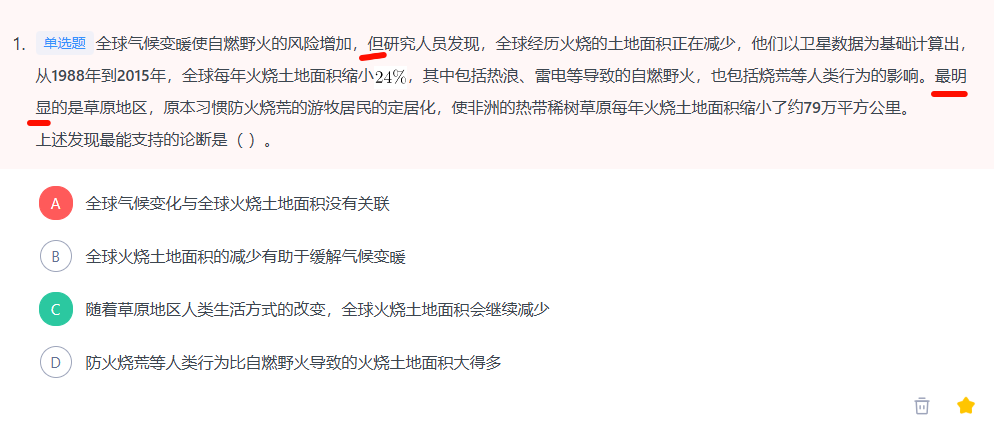 1. 单选题 全球气候变暖使自燃野火的风险增加，但研究人员发现，全球经历火烧的土地面积正在减少，他们以卫星数据为基础计算出，
从1988年到2015年，全球每年火烧土地面积缩小24%，其中包括热浪、雷电等导致的自燃野火，也包括烧荒等人类行为的影响。最明
显的是草原地区，原本习惯防火烧荒的游牧居民的定居化，使非洲的热带稀树草原每年火烧土地面积缩小了约79万平方公里。
上述发现最能支持的论断是（ ）。
A 全球气候变化与全球火烧土地面积没有关联
B 全球火烧土地面积的减少有助于缓解气候变暖
C 随着草原地区人类生活方式的改变，全球火烧土地面积会继续减少
D 防火烧荒等人类行为比自燃野火导致的火烧土地面积大得多